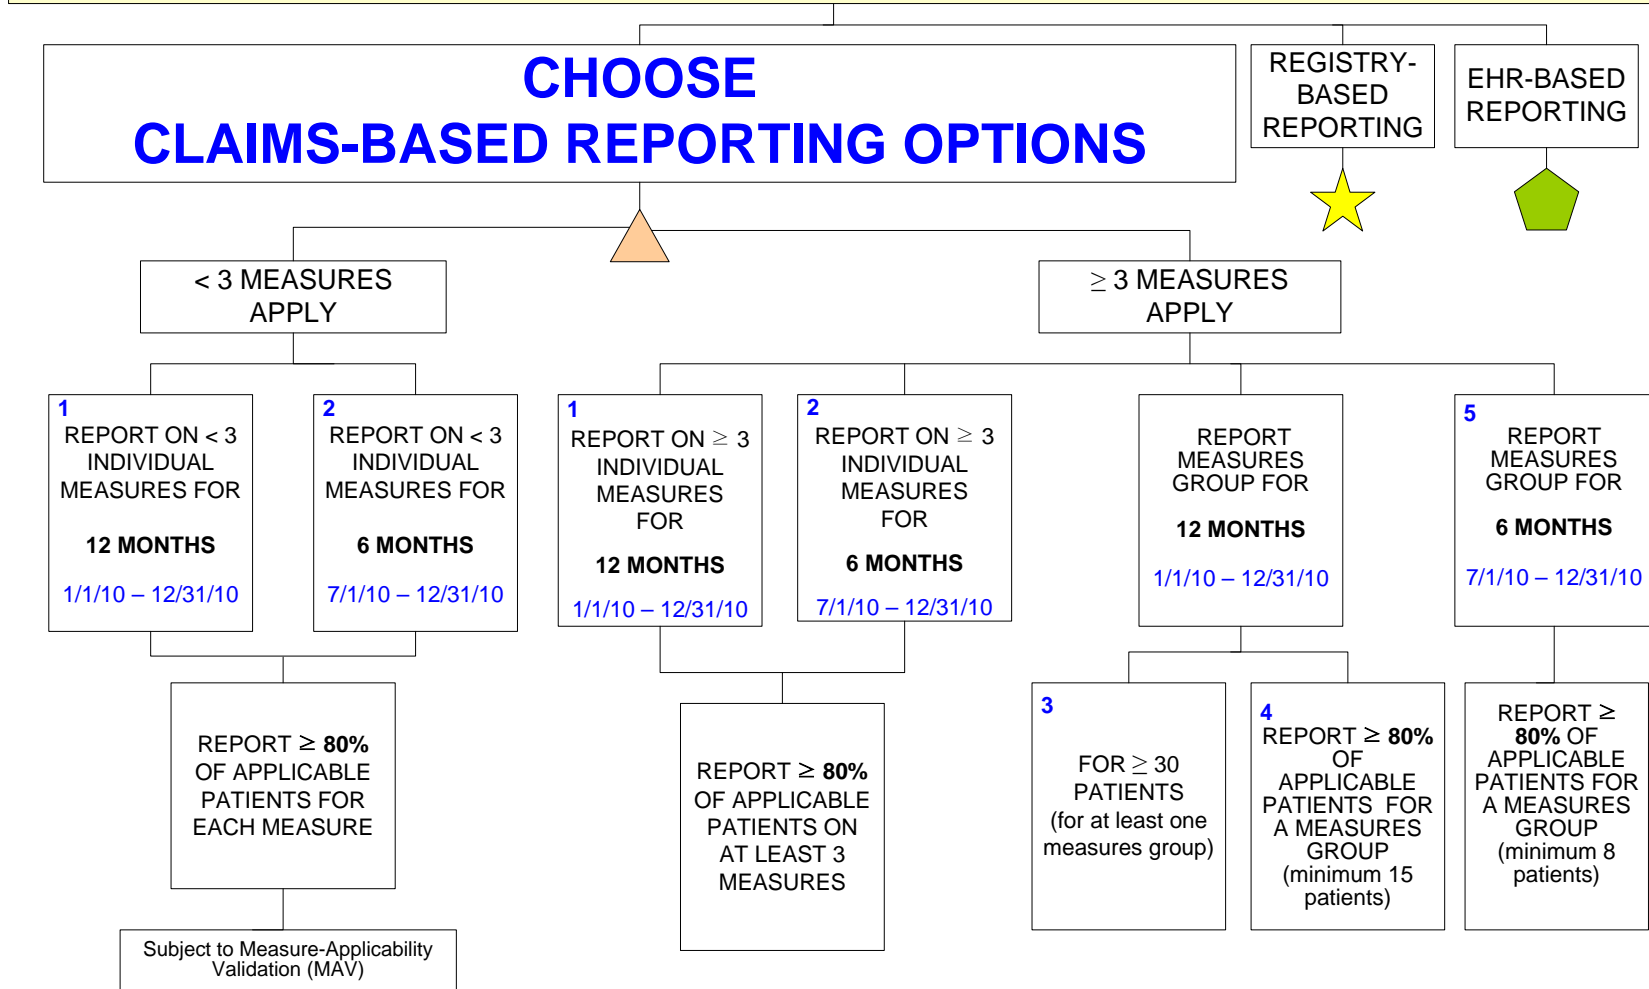 CHOOSE
CLAIMS-BASED REPORTING OPTIONS
REGISTRY-
BASED
REPORTING
EHR-BASED
REPORTING
< 3 MEASURES
APPLY
≥ 3 MEASURES
APPLY
1
REPORT ON < 3
INDIVIDUAL
MEASURES FOR
12 MONTHS
1/1/10 – 12/31/10
2
REPORT ON < 3
INDIVIDUAL
MEASURES FOR
6 MONTHS
7/1/10 – 12/31/10
1
REPORT ON ≥ 3
INDIVIDUAL
MEASURES
FOR
12 MONTHS
1/1/10 – 12/31/10
2
REPORT ON ≥ 3
INDIVIDUAL
MEASURES
FOR
6 MONTHS
7/1/10 – 12/31/10
REPORT
MEASURES
GROUP FOR
12 MONTHS
1/1/10 – 12/31/10
5
REPORT
MEASURES
GROUP FOR
6 MONTHS
7/1/10 – 12/31/10
REPORT ≥ 80%
OF APPLICABLE
PATIENTS FOR
EACH MEASURE
REPORT ≥ 80%
OF APPLICABLE
PATIENTS ON
AT LEAST 3
MEASURES
3
FOR ≥ 30
PATIENTS
(for at least one
measures group)
4
REPORT ≥ 80%
OF
APPLICABLE
PATIENTS FOR
A MEASURES
GROUP
(minimum 15
patients)
REPORT ≥
80% OF
APPLICABLE
PATIENTS FOR
A MEASURES
GROUP
(minimum 8
patients)
Subject to Measure-Applicability
Validation (MAV)